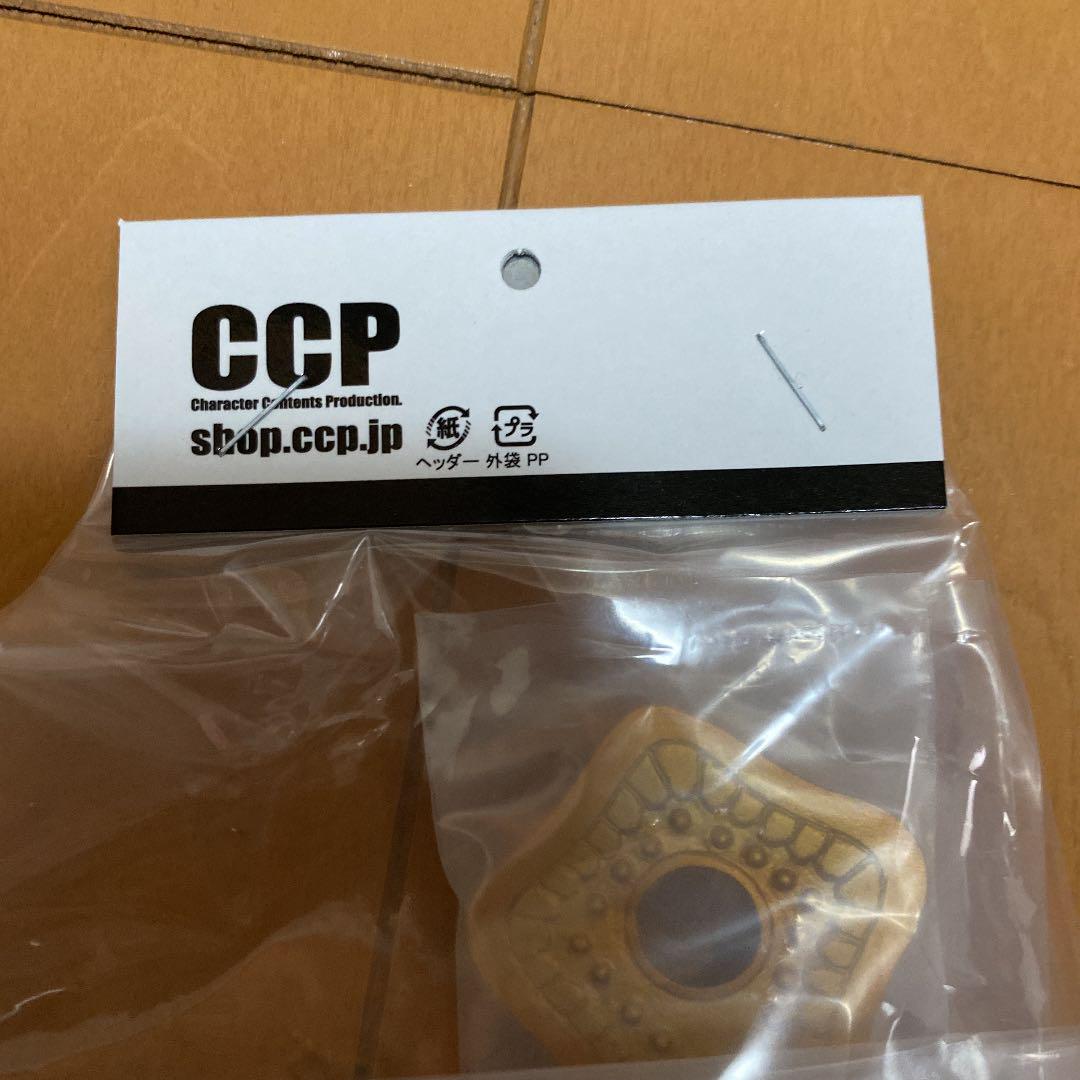 CCP
Character Contents Production.
shop.ccp.jp
紙 プラ
ヘッダー 外袋 PP